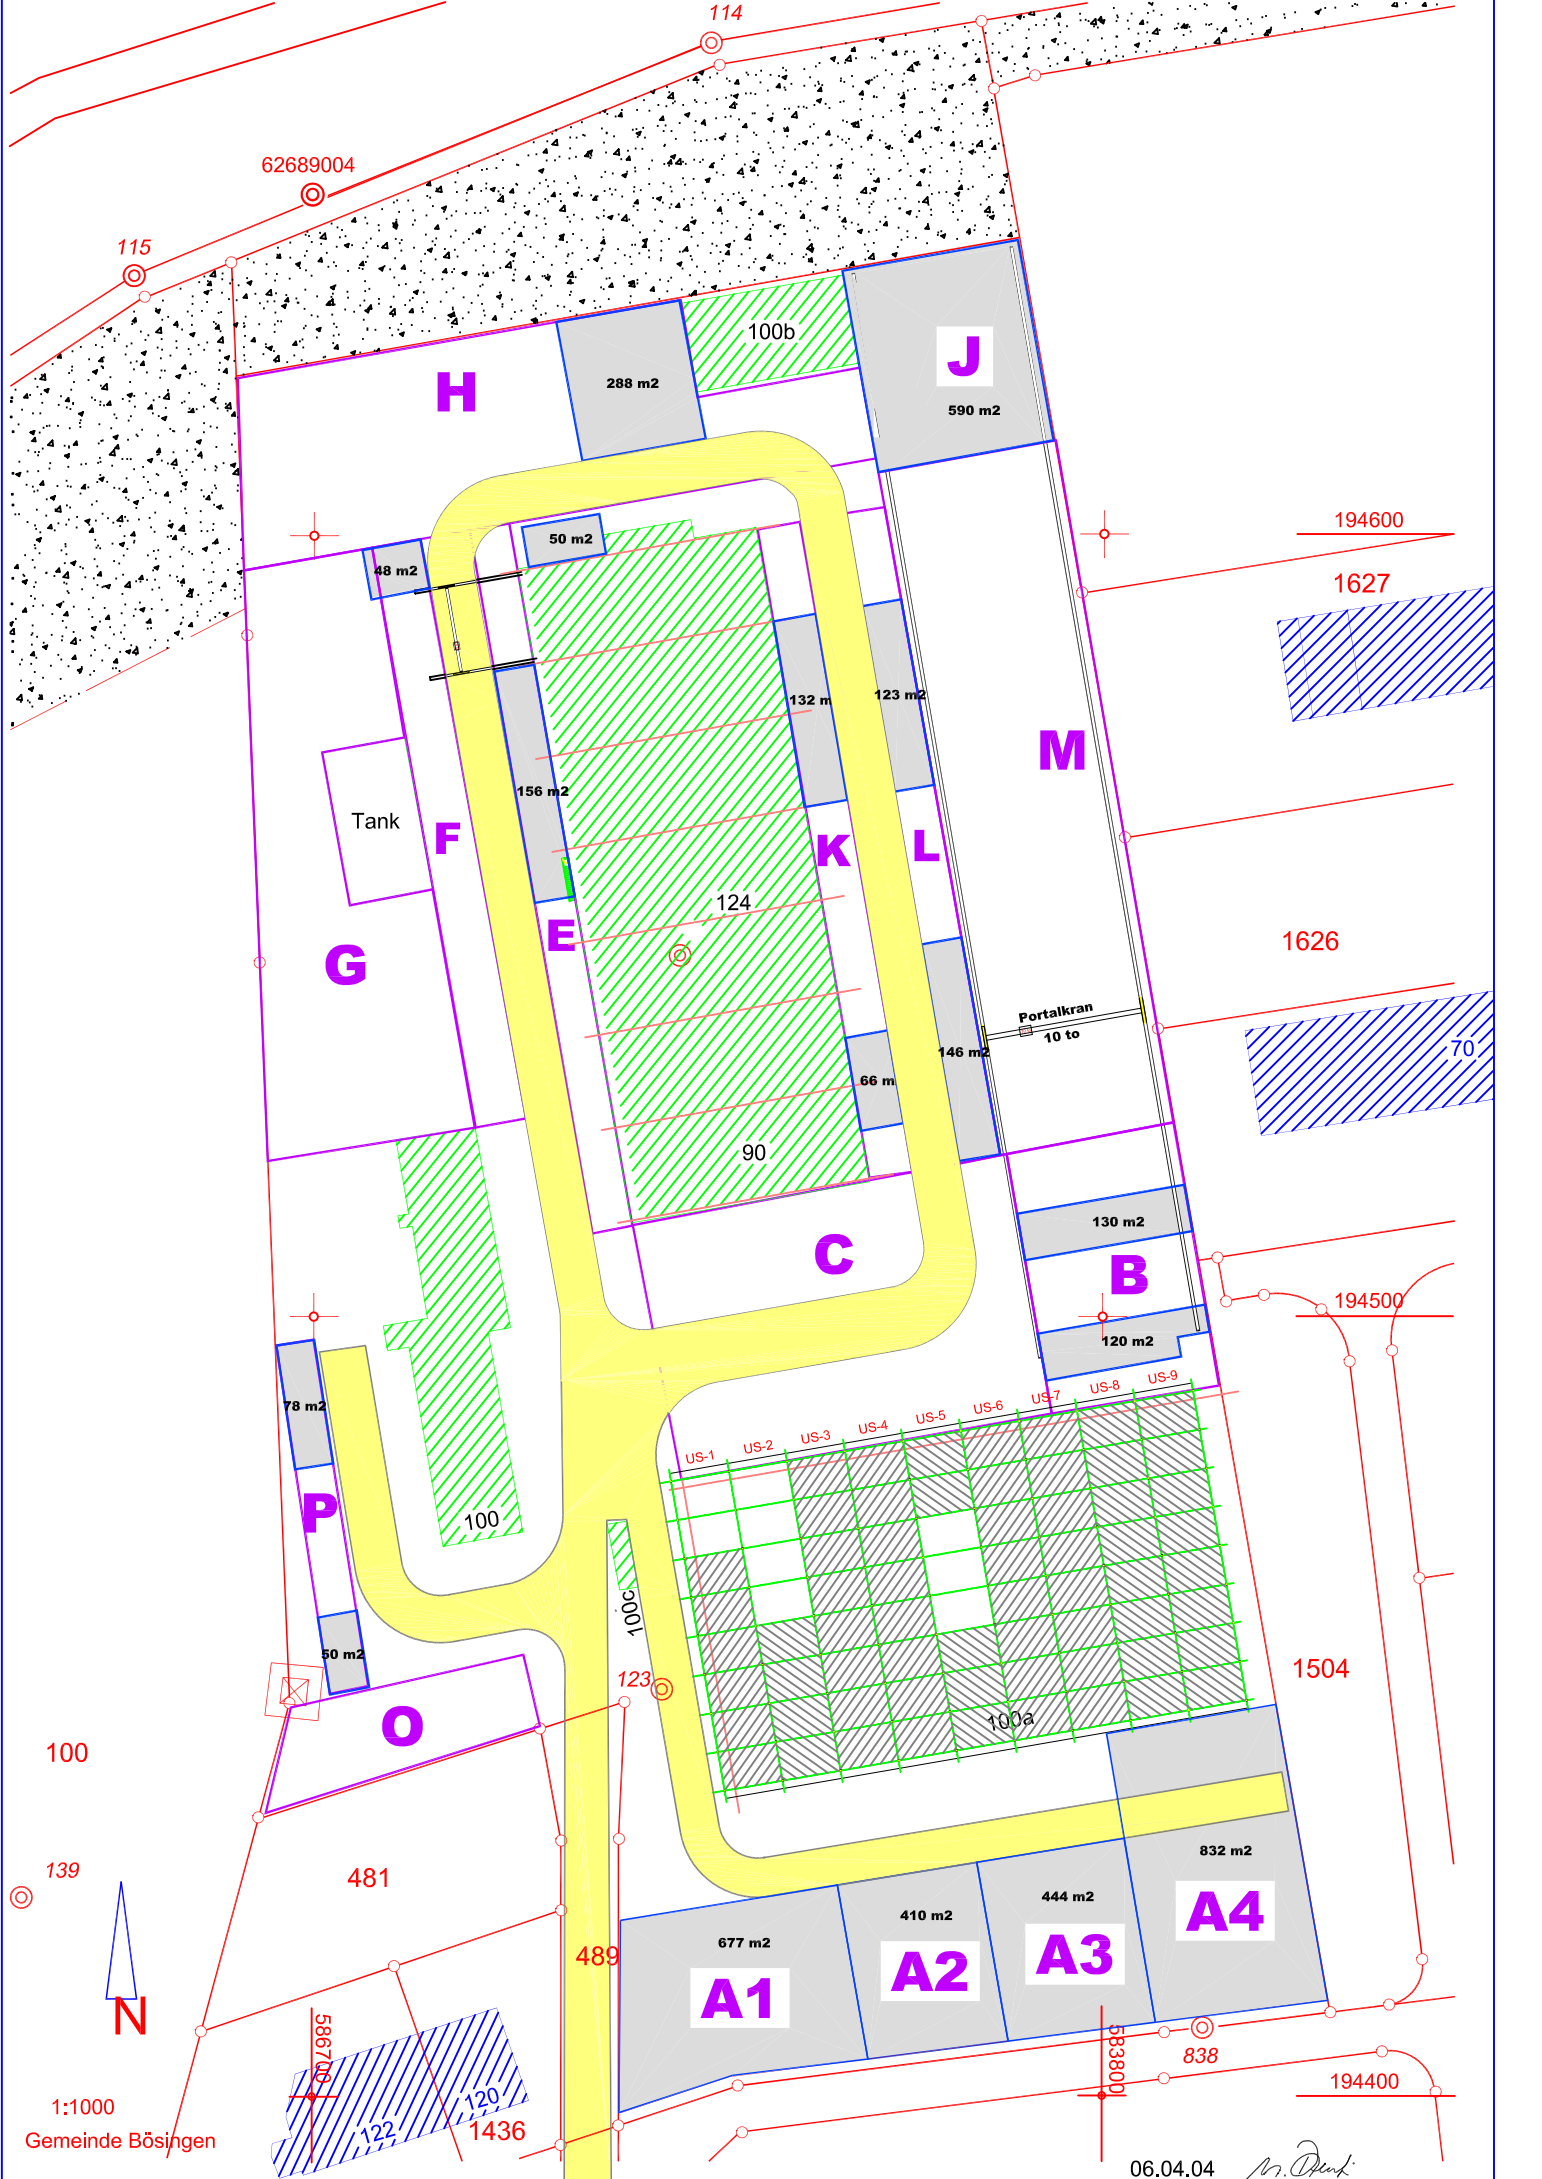 114
62689004
115
100b
J
590 m2
288 m2
H
50 m2
48 m2
194600
1627
132 m
123 m2
M
156 m2
Tank
F
K
L
124
E
G
1626
Portalkran
10 to
146 m2
66 m
70
90
130 m2
C
B
194500
120 m2
78 m2
US-1
US-2
US-3
US-4
US-5
US-6
US-7
US-8
US-9
P
100
100c
50 m2
123
1504
O
100a
100
139
481
832 m2
A4
444 m2
A3
410 m2
A2
677 m2
A1
489
N
586700
583800
838
194400
1:1000
120
122
1436
Gemeinde Bösingen
06.04.04